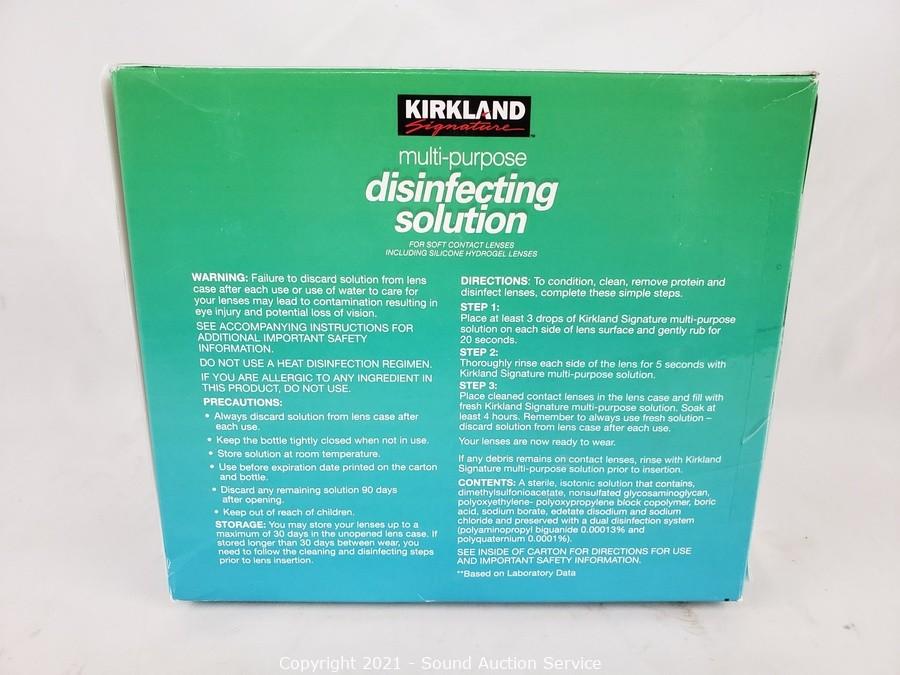 KIRKLAND
Signature
TM
multi-purpose
disinfecting
solution
FOR SOFT CONTACT LENSES
INCLUDING SILICONE HYDROGEL LENSES
WARNING: Failure to discard solution from lens
case after each use or use of water to care for
your lenses may lead to contamination resulting in
eye injury and potential loss of vision.
SEE ACCOMPANYING INSTRUCTIONS FOR
ADDITIONAL IMPORTANT SAFETY
INFORMATION.
DO NOT USE A HEAT DISINFECTION REGIMEN.
IF YOU ARE ALLERGIC TO ANY INGREDIENT IN
THIS PRODUCT, DO NOT USE.
PRECAUTIONS:
• Always discard solution from lens case after
each use.
• Keep the bottle tightly closed when not in use.
• Store solution at room temperature.
• Use before expiration date printed on the carton
and bottle.
• Discard any remaining solution 90 days
after opening.
• Keep out of reach of children.
STORAGE: You may store your lenses up to a
maximum of 30 days in the unopened lens case. If
stored longer than 30 days between wear, you
need to follow the cleaning and disinfecting steps
prior to lens insertion.
DIRECTIONS: To condition, clean, remove protein and
disinfect lenses, complete these simple steps.
STEP 1:
Place at least 3 drops of Kirkland Signature multi-purpose
solution on each side of lens surface and gently rub for
20 seconds.
STEP 2:
Thoroughly rinse each side of the lens for 5 seconds with
Kirkland Signature multi-purpose solution.
STEP 3:
Place cleaned contact lenses in the lens case and fill with
fresh Kirkland Signature multi-purpose solution. Soak at
least 4 hours. Remember to always use fresh solution –
discard solution from lens case after each use.
Your lenses are now ready to wear.
If any debris remains on contact lenses, rinse with Kirkland
Signature multi-purpose solution prior to insertion.
CONTENTS: A sterile, isotonic solution that contains,
dimethylsulfonioacetate, nonsulfated glycosaminoglycan,
polyoxyethylene- polyoxypropylene block copolymer, boric
acid, sodium borate, edetate disodium and sodium
chloride and preserved with a dual disinfection system
(polyaminopropyl biguanide 0.00013% and
polyquaternium 0.0001%).
SEE INSIDE OF CARTON FOR DIRECTIONS FOR USE
AND IMPORTANT SAFETY INFORMATION.
**Based on Laboratory Data
Copyright 2021 - Sound Auction Service